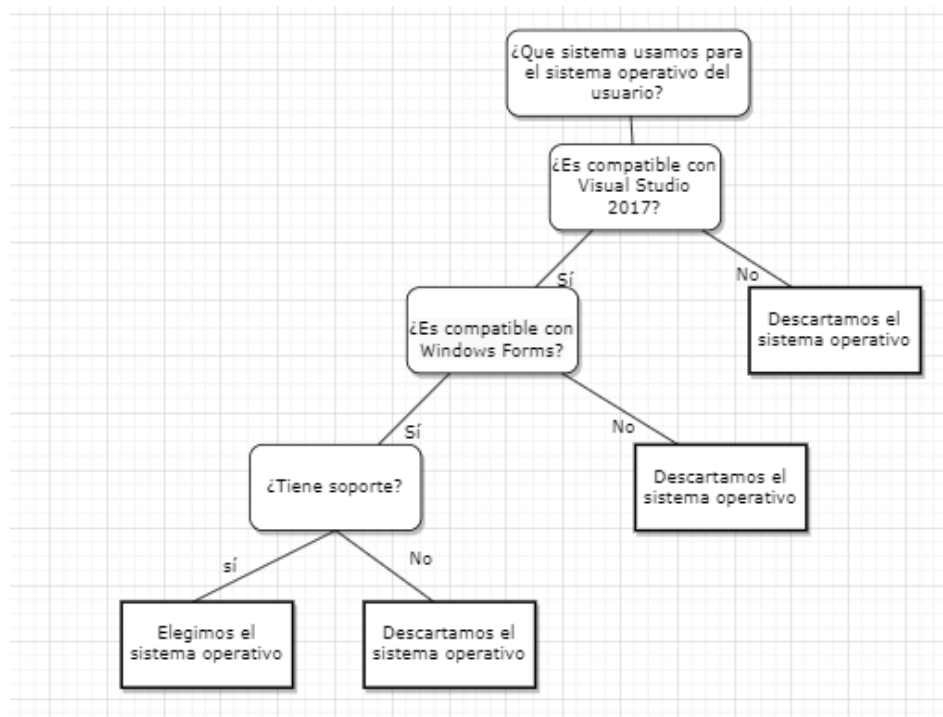 ¿Que sistema usamos para
el sistema operativo del
usuario?
¿Es compatible con
Visual Studio
2017?
Sí
No
Descartamos el
sistema operativo
¿Es compatible con
Windows Forms?
Sí
No
Descartamos el
sistema operativo
¿Tiene soporte?
sí
No
Elegimos el
sistema operativo
Descartamos el
sistema operativo